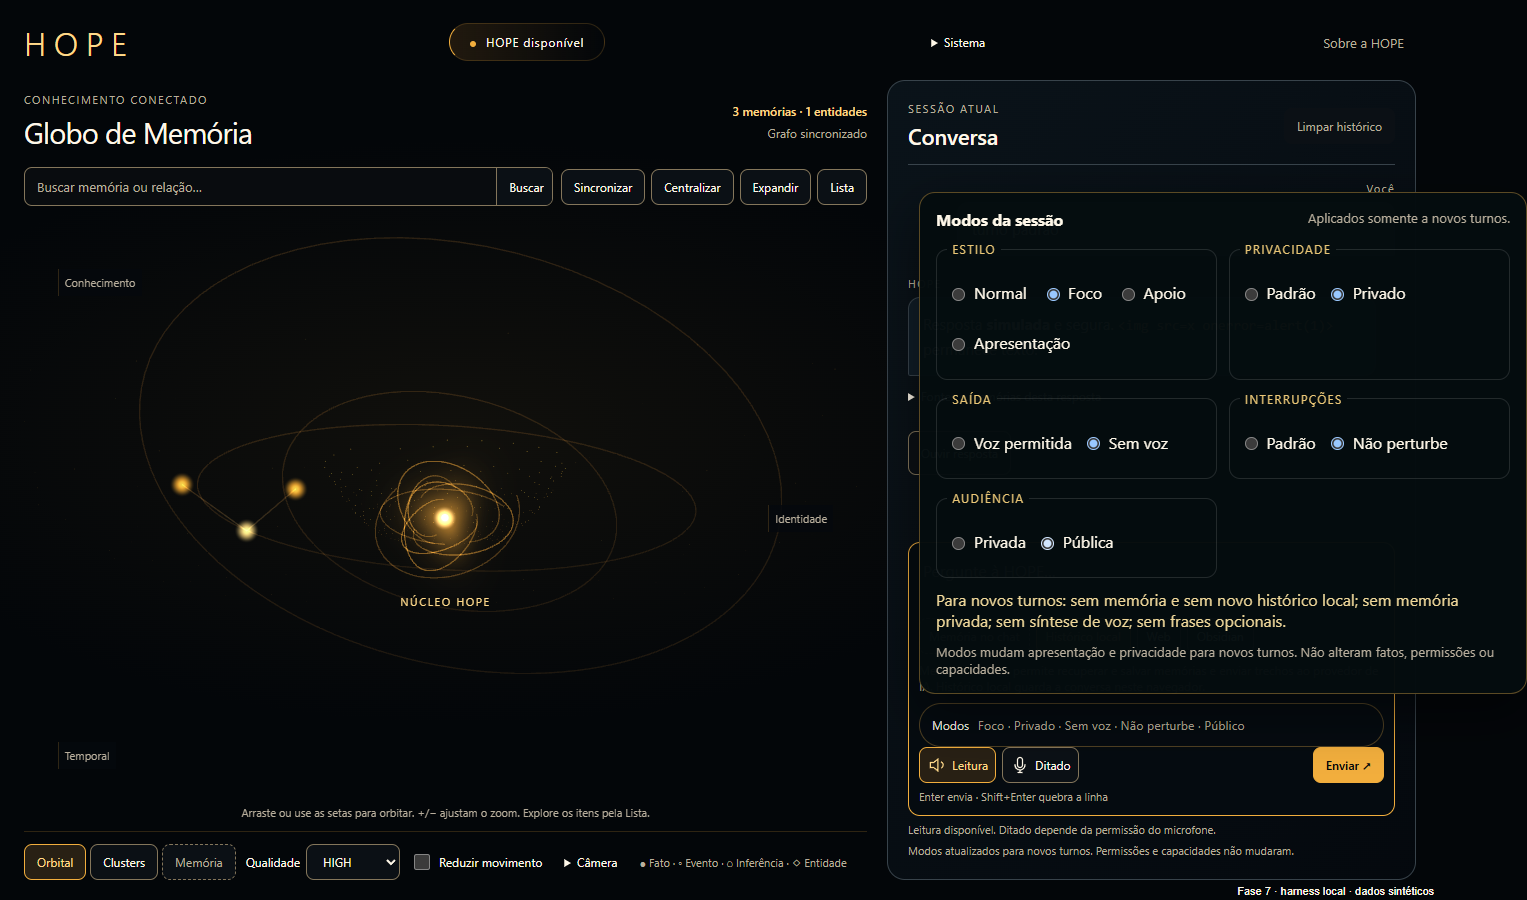 HOPE
HOPE disponível
Sistema
Sobre a HOPE
CONHECIMENTO CONECTADO
Globo de Memória
3 memórias · 1 entidades
Grafo sincronizado
Buscar memória ou relação...
Buscar
Sincronizar
Centralizar
Expandir
Lista
Conhecimento
Identidade
NÚCLEO HOPE
Temporal
Arraste ou use as setas para orbitar. +/− ajustam o zoom. Explore os itens pela Lista.
Orbital
Clusters
Memória
Qualidade
HIGH
Reduzir movimento
Câmera
● Fato · ◦ Evento · ○ Inferência · ◇ Entidade
SESSÃO ATUAL
Conversa
Limpar histórico
Você
Modos da sessão
Aplicados somente a novos turnos.
ESTILO
Normal
Foco
Apoio
Apresentação
PRIVACIDADE
Padrão
Privado
SAÍDA
Voz permitida
Sem voz
INTERRUPÇÕES
Padrão
Não perturbe
AUDIÊNCIA
Privada
Pública
Para novos turnos: sem memória e sem novo histórico local; sem memória
privada; sem síntese de voz; sem frases opcionais.
Modos mudam apresentação e privacidade para novos turnos. Não alteram fatos, permissões ou
capacidades.
Modos Foco · Privado · Sem voz · Não perturbe · Público
Leitura
Ditado
Enviar ↗
Enter envia · Shift+Enter quebra a linha
Leitura disponível. Ditado depende da permissão do microfone.
Modos atualizados para novos turnos. Permissões e capacidades não mudaram.
Fase 7 · harness local · dados sintéticos